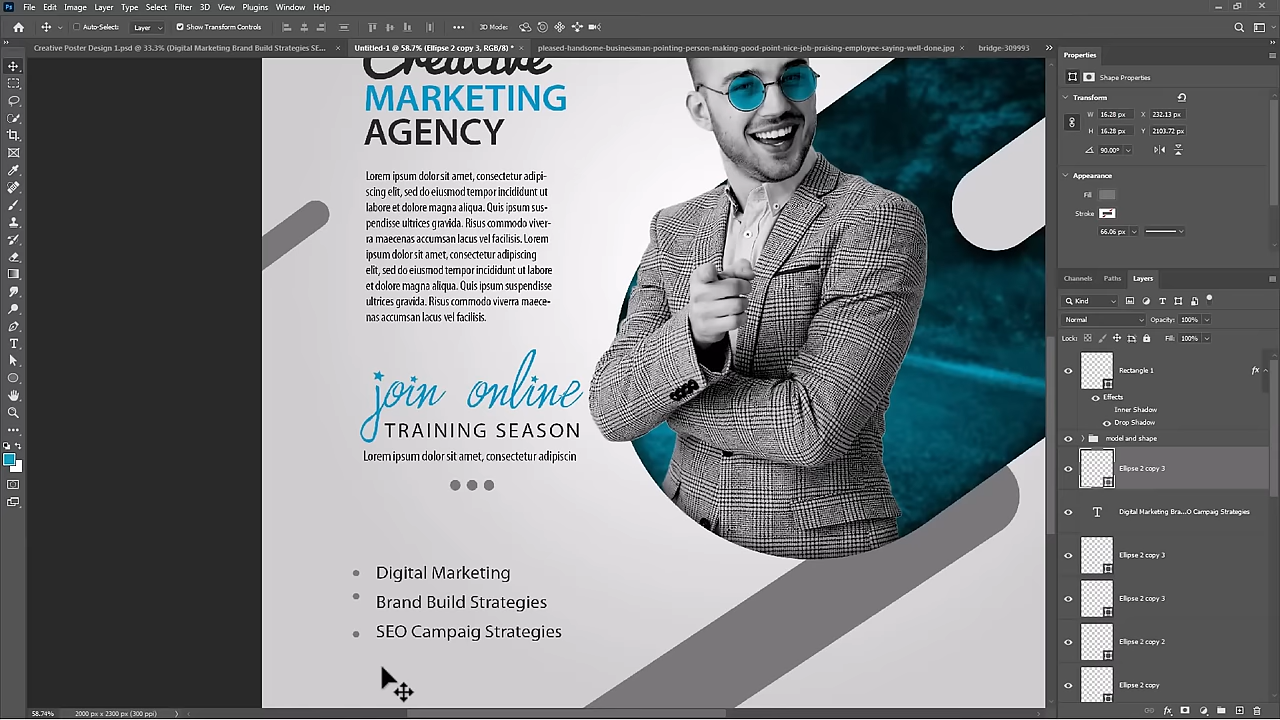 Ps File Edit Image Layer Type Select Filter 3D View Plugins Window Help
Auto-Select: Layer Show Transform Controls 3D Mode:
Creative Poster Design 1.psd @ 33.3% (Digital Marketing Brand Build Strategies SE... × Untitled-1 @ 58.7% (Ellipse 2 copy 3, RGB/8) * × pleased-handsome-businessman-pointing-person-making-good-point-nice-job-praising-employee-saying-well-done.jpg × bridge-309993
Creative
MARKETING
AGENCY
Lorem ipsum dolor sit amet, consectetur adipi-
scing elit, sed do eiusmod tempor incididunt ut
labore et dolore magna aliqua. Quis ipsum sus-
pendisse ultrices gravida. Risus commodo viver-
ra maecenas accumsan lacus vel facilisis. Lorem
ipsum dolor sit amet, consectetur adipiscing
elit, sed do eiusmod tempor incididunt ut labore
et dolore magna aliqua. Quis ipsum suspendisse
ultrices gravida. Risus commodo viverra maece-
nas accumsan lacus vel facilisis.
join online
TRAINING SEASON
Lorem ipsum dolor sit amet, consectetur adipiscin
Digital Marketing
Brand Build Strategies
SEO Campaig Strategies
58.74% 2000 px x 2300 px (300 ppi)
Properties
Shape Properties
Transform
W 16.28 px X 232.13 px
H 16.28 px Y 2103.72 px
90.00°
Appearance
Fill
Stroke
66.06 px
Channels Paths Layers
Kind
Normal Opacity: 100%
Lock: Fill: 100%
Rectangle 1 fx
Effects
Inner Shadow
Drop Shadow
model and shape
Ellipse 2 copy 3
T Digital Marketing Bra...O Campaig Strategies
Ellipse 2 copy 3
Ellipse 2 copy 3
Ellipse 2 copy 2
Ellipse 2 copy